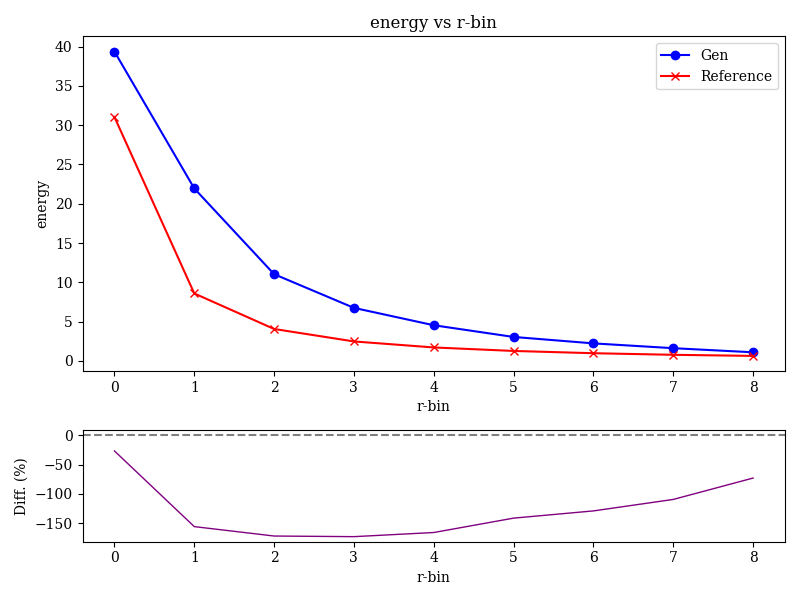 energy vs r-bin
energy
40
35
30
25
20
15
10
5
0
Gen
Reference
0 1 2 3 4 5 6 7 8
r-bin
Diff. (%)
0
−50
−100
−150
0 1 2 3 4 5 6 7 8
r-bin